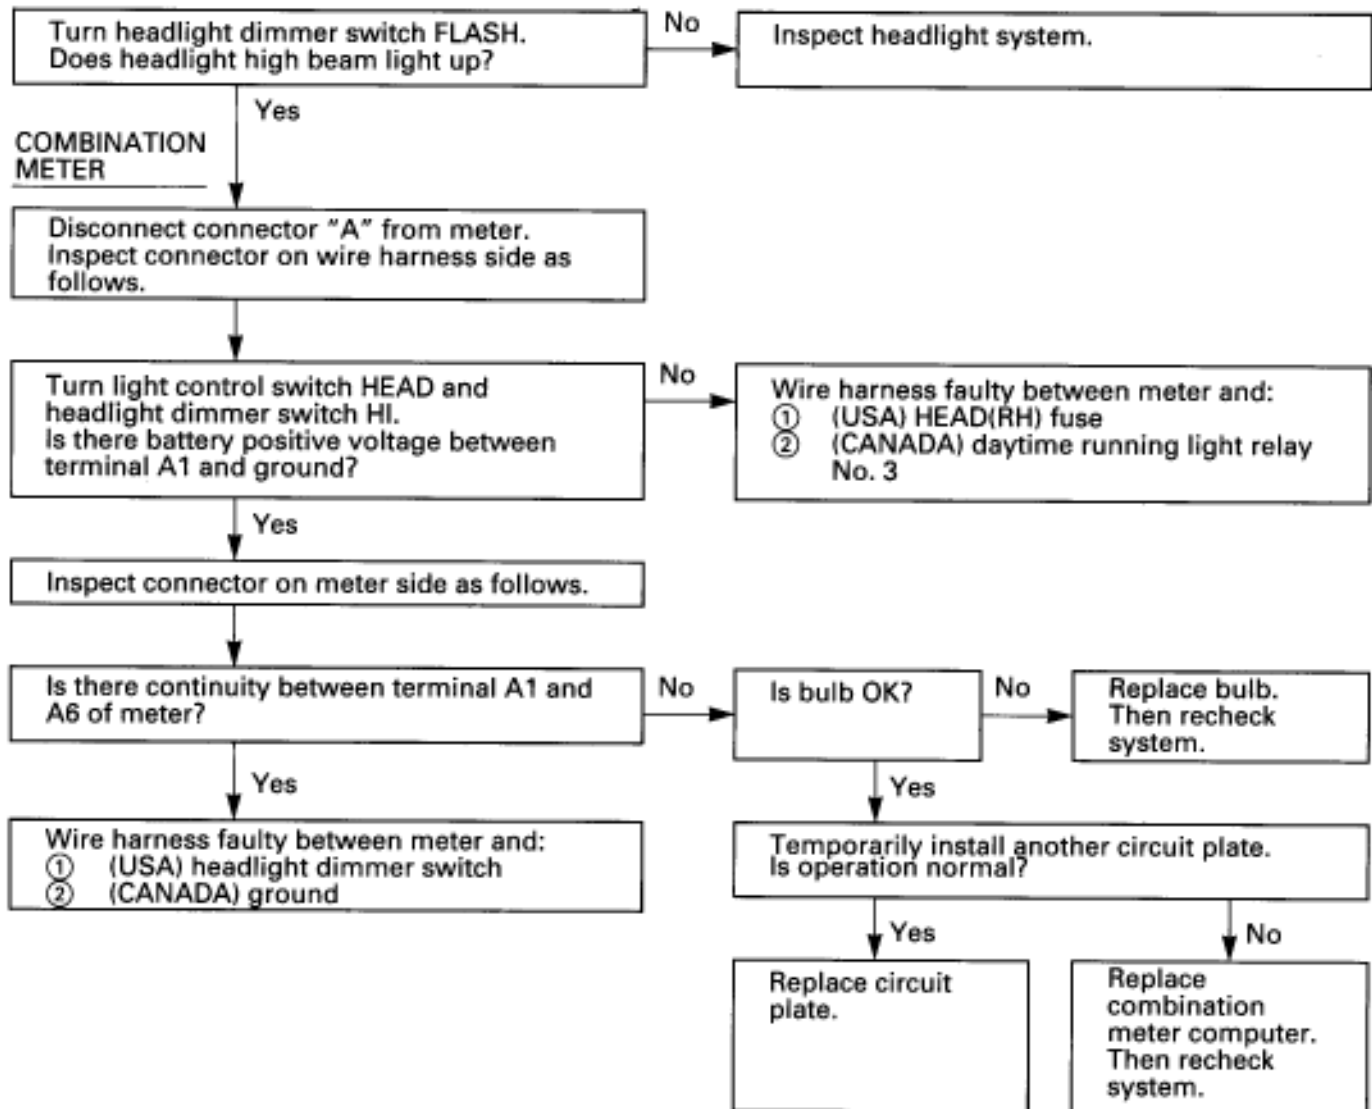 Turn headlight dimmer switch FLASH.
Does headlight high beam light up?
No
Inspect headlight system.
Yes
COMBINATION
METER
Disconnect connector "A" from meter.
Inspect connector on wire harness side as
follows.
Turn light control switch HEAD and
headlight dimmer switch HI.
Is there battery positive voltage between
terminal A1 and ground?
No
Wire harness faulty between meter and:
① (USA) HEAD(RH) fuse
② (CANADA) daytime running light relay
No. 3
Yes
Inspect connector on meter side as follows.
Is there continuity between terminal A1 and
A6 of meter?
No
Is bulb OK?
No
Replace bulb.
Then recheck
system.
Yes
Wire harness faulty between meter and:
① (USA) headlight dimmer switch
② (CANADA) ground
Yes
Temporarily install another circuit plate.
Is operation normal?
Yes
Replace circuit
plate.
No
Replace
combination
meter computer.
Then recheck
system.